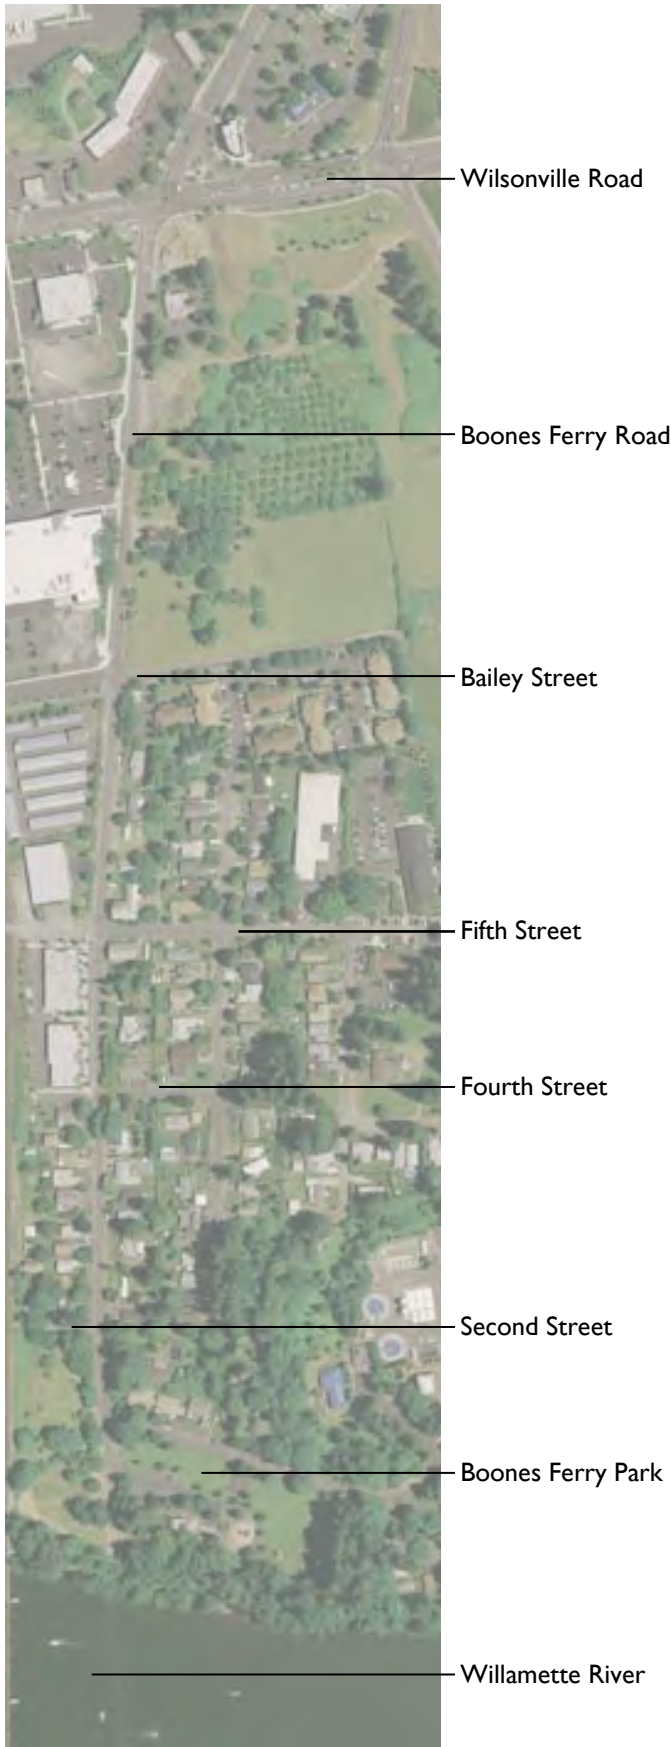 Wilsonville Road
Boones Ferry Road
Bailey Street
Fifth Street
Fourth Street
Second Street
Boones Ferry Park
Willamette River